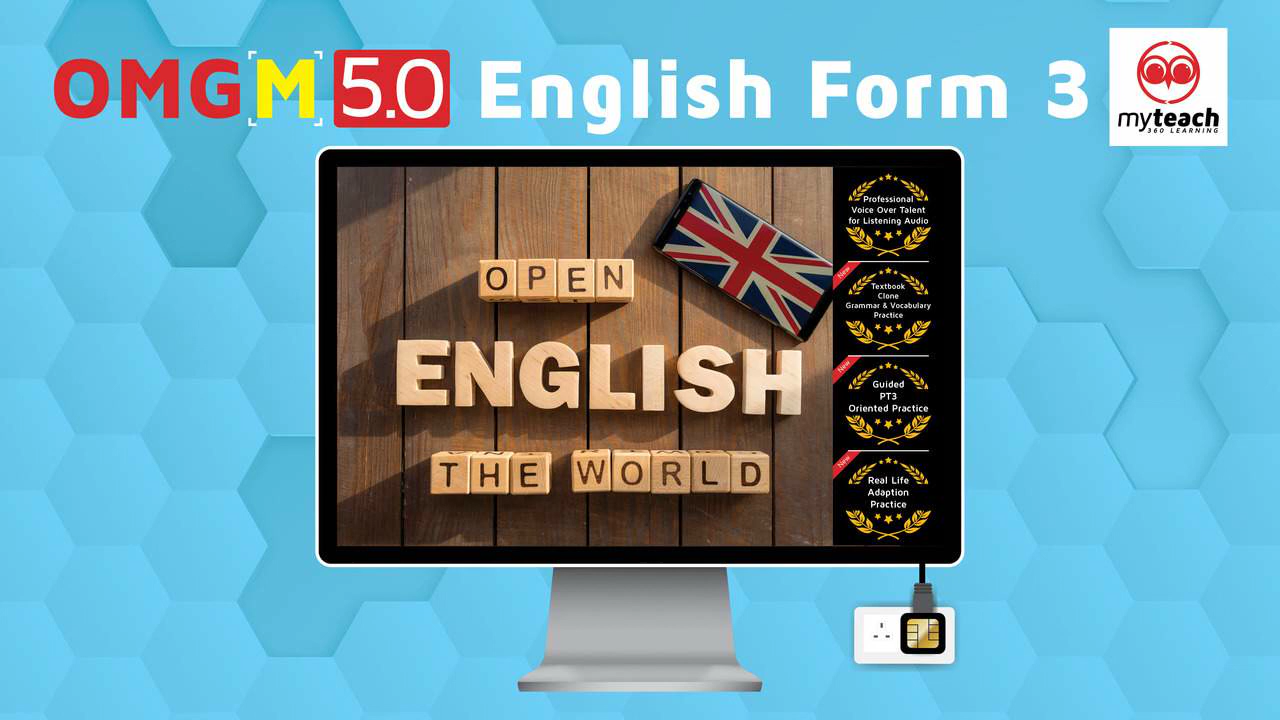 OMG[M] 5.0 English Form 3
myteach
360 LEARNING
OPEN
ENGLISH
THE WORLD
Professional
Voice Over Talent
for Listening Audio
New
Textbook
Clone
Grammar & Vocabulary
Practice
New
Guided
PT3
Oriented Practice
New
Real Life
Adaption
Practice